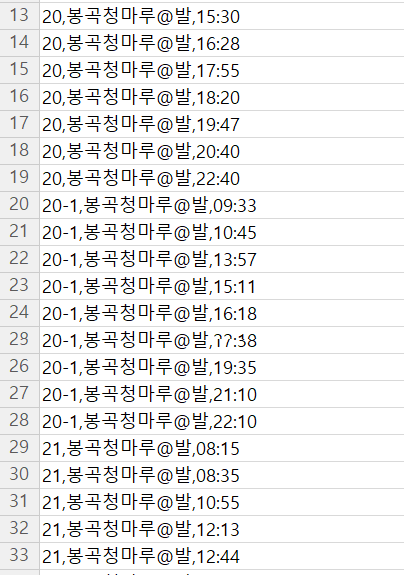 13 20,봉곡청마루@발,15:30
14 20,봉곡청마루@발,16:28
15 20,봉곡청마루@발,17:55
16 20,봉곡청마루@발,18:20
17 20,봉곡청마루@발,19:47
18 20,봉곡청마루@발,20:40
19 20,봉곡청마루@발,22:40
20 20-1,봉곡청마루@발,09:33
21 20-1,봉곡청마루@발,10:45
22 20-1,봉곡청마루@발,13:57
23 20-1,봉곡청마루@발,15:11
24 20-1,봉곡청마루@발,16:18
20-1,봉곡청마루@발,
26 20-1,봉곡청마루@발,19:35
27 20-1,봉곡청마루@발,21:10
28 20-1,봉곡청마루@발,22:10
29 21,봉곡청마루@발,08:15
30 21,봉곡청마루@발,08:35
31 21,봉곡청마루@발,10:55
32 21,봉곡청마루@발,12:13
33 21,봉곡청마루@발,12:44